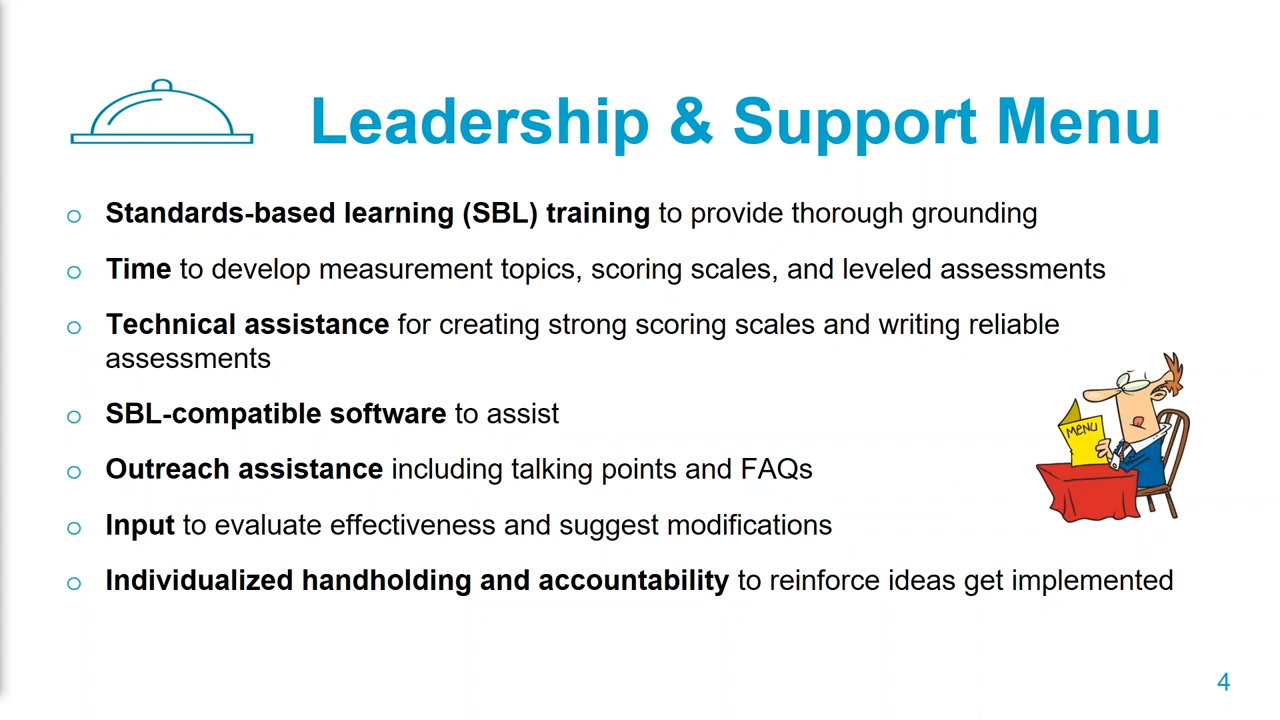 Leadership & Support Menu
o Standards-based learning (SBL) training to provide thorough grounding
o Time to develop measurement topics, scoring scales, and leveled assessments
o Technical assistance for creating strong scoring scales and writing reliable
assessments
o SBL-compatible software to assist
o Outreach assistance including talking points and FAQs
o Input to evaluate effectiveness and suggest modifications
o Individualized handholding and accountability to reinforce ideas get implemented
MENU
4